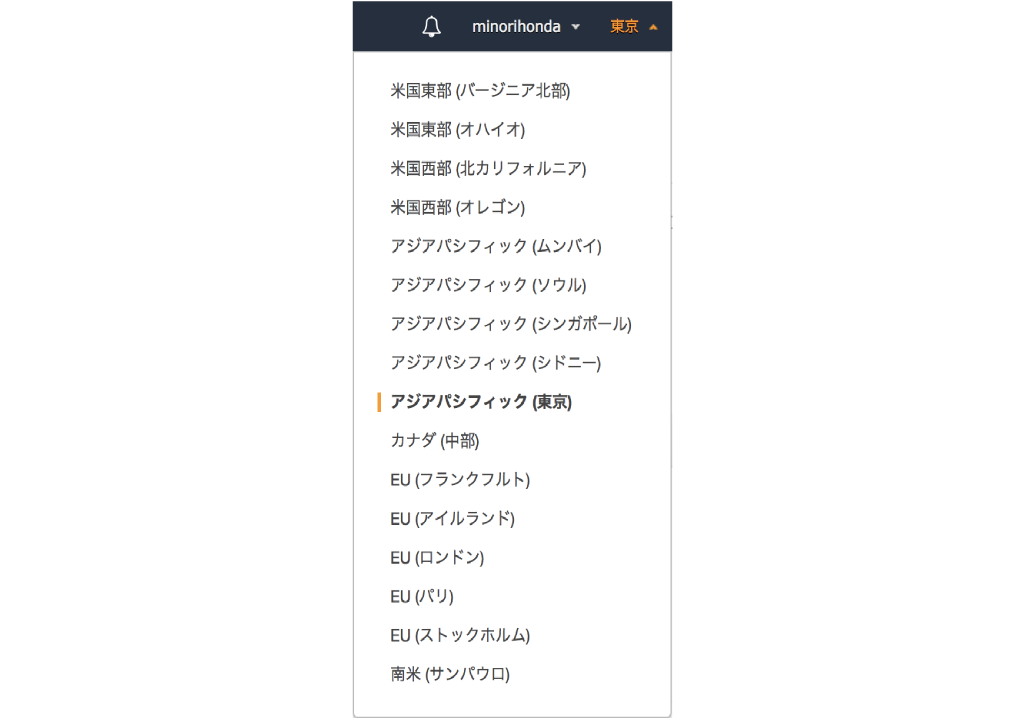 minorihonda 東京
米国東部 (バージニア北部)
米国東部 (オハイオ)
米国西部 (北カリフォルニア)
米国西部 (オレゴン)
アジアパシフィック (ムンバイ)
アジアパシフィック (ソウル)
アジアパシフィック (シンガポール)
アジアパシフィック (シドニー)
アジアパシフィック (東京)
カナダ (中部)
EU (フランクフルト)
EU (アイルランド)
EU (ロンドン)
EU (パリ)
EU (ストックホルム)
南米 (サンパウロ)